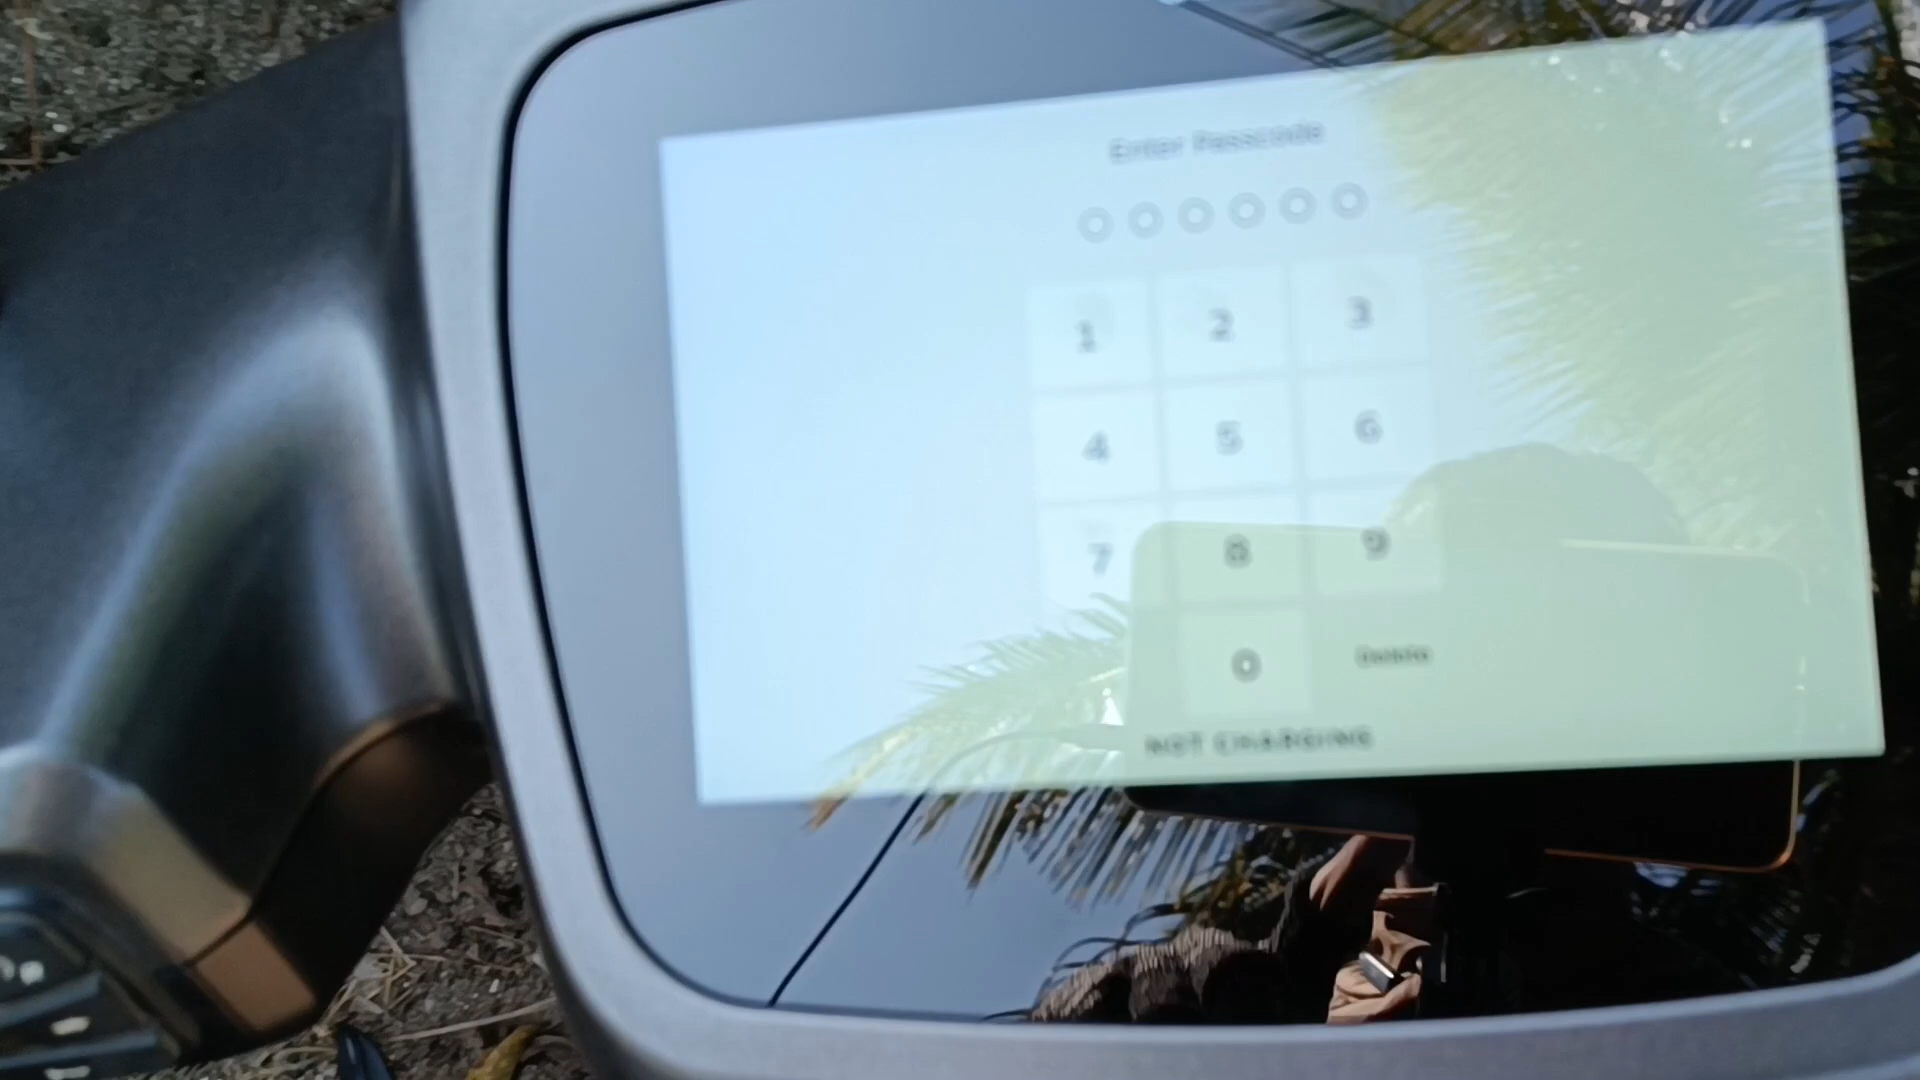 Enter Passcode
1 2 3
4 5 6
7 8 9
0 Delete
NOT CHARGING